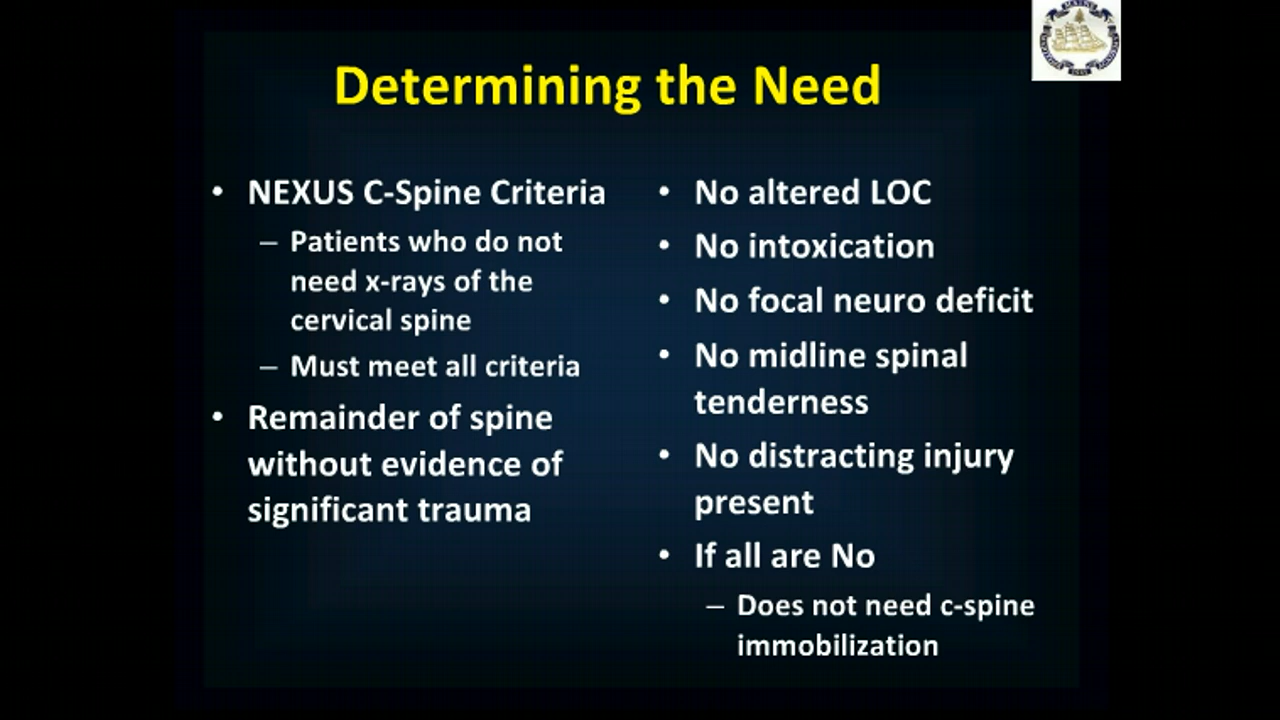 Determining the Need
• NEXUS C-Spine Criteria
– Patients who do not
need x-rays of the
cervical spine
– Must meet all criteria
• Remainder of spine
without evidence of
significant trauma
• No altered LOC
• No intoxication
• No focal neuro deficit
• No midline spinal
tenderness
• No distracting injury
present
• If all are No
– Does not need c-spine
immobilization